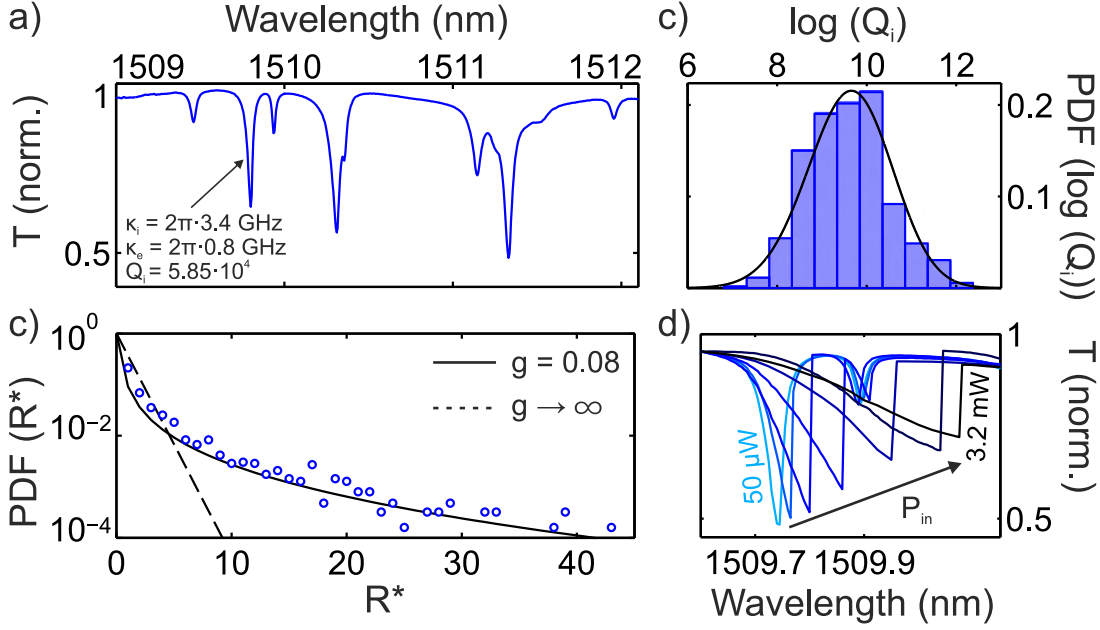 a)
Wavelength (nm)
1509 1510 1511 1512
1
0.5
T (norm.)
κi = 2π·3.4 GHz
κe = 2π·0.8 GHz
Qi = 5.85·10⁴
c)
log (Qi)
6 8 10 12
0.2
0.1
PDF (log (Qi))
c)
10⁰
10⁻²
10⁻⁴
PDF (R*)
g = 0.08
g → ∞
0 10 20 30 40
R*
d)
1
0.5
T (norm.)
50 µW
3.2 mW
Pin
1509.7 1509.9
Wavelength (nm)